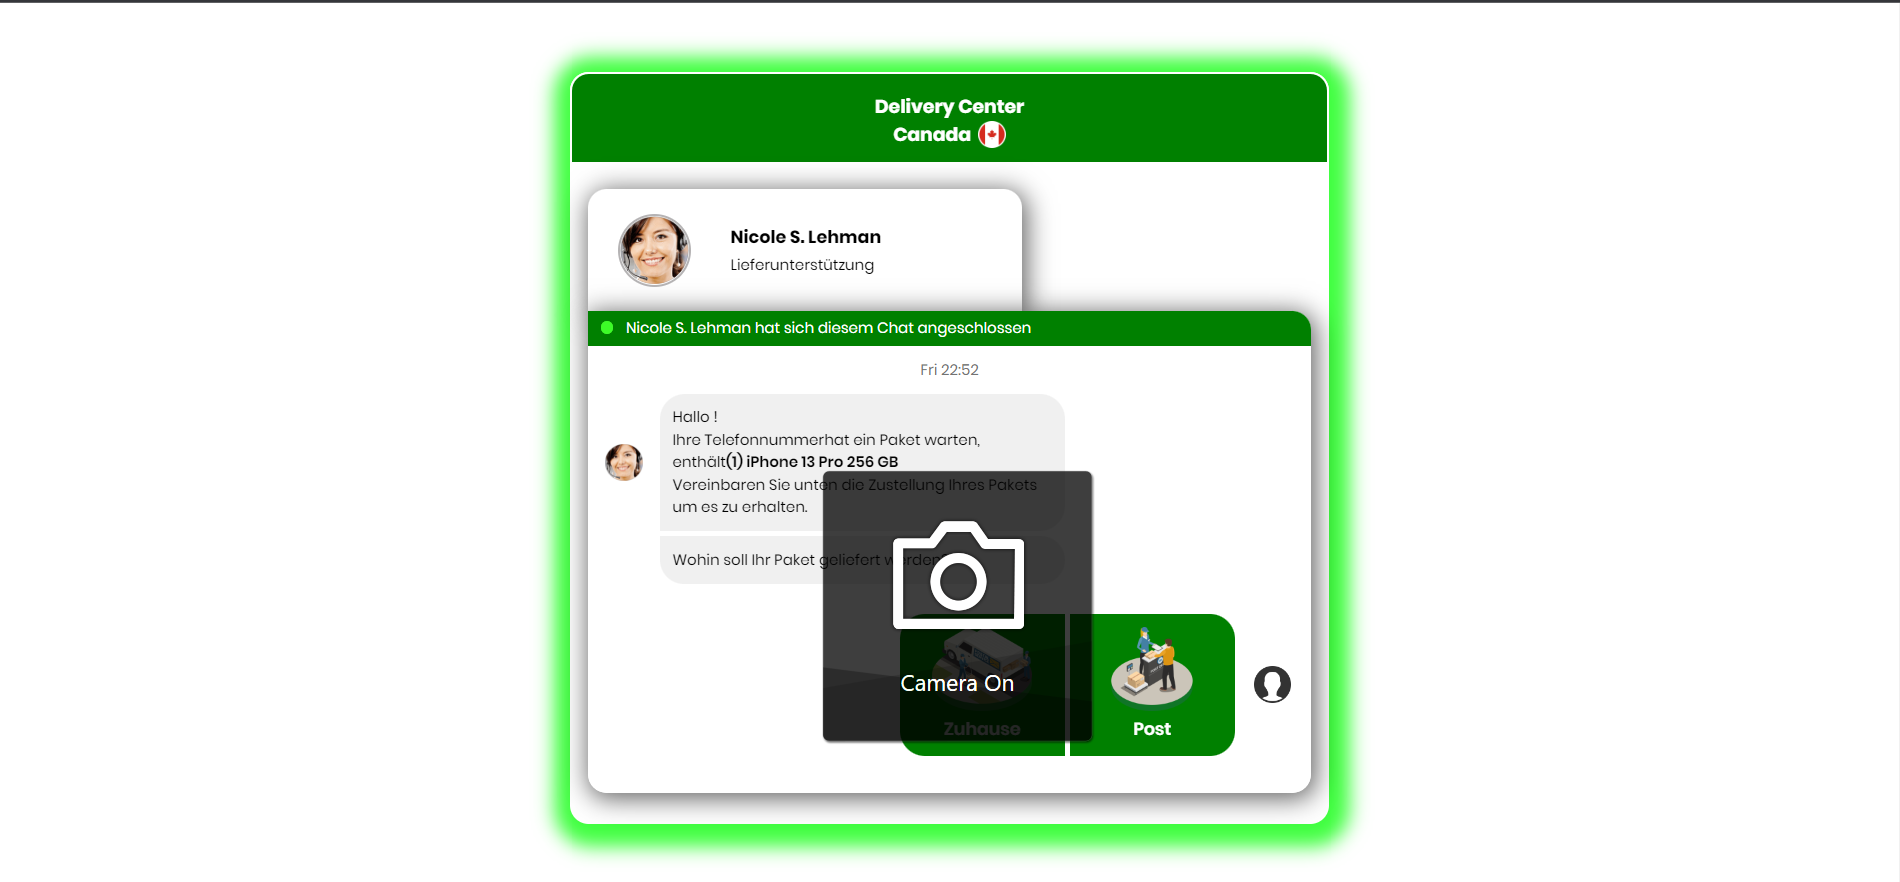 Delivery Center
Canada
Nicole S. Lehman
Lieferunterstützung
Nicole S. Lehman hat sich diesem Chat angeschlossen
Fri 22:52
Hallo !
Ihre Telefonnummerhat ein Paket warten,
enthält(1) iPhone 13 Pro 256 GB
Vereinbaren Sie unten die Zustellung Ihres Pakets
um es zu erhalten.
Wohin soll Ihr Paket geliefert werden?
Camera On
Zuhause
Post